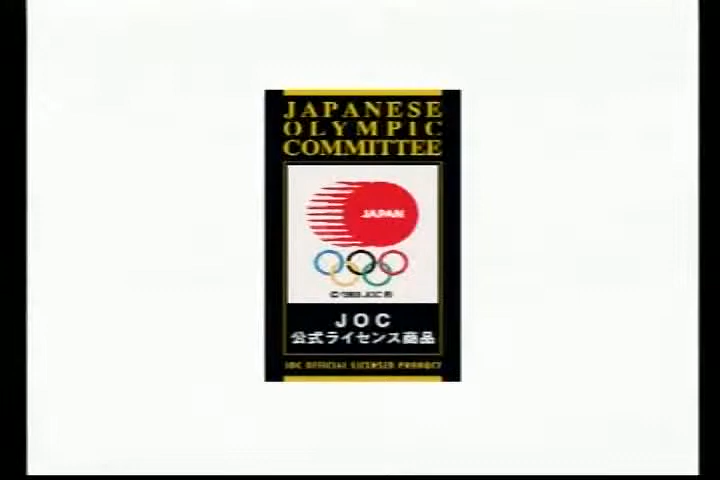 JAPANESE
OLYMPIC
COMMITTEE
JAPAN
JOC
公式ライセンス商品
JOC OFFICIAL LICENSED PRODUCT